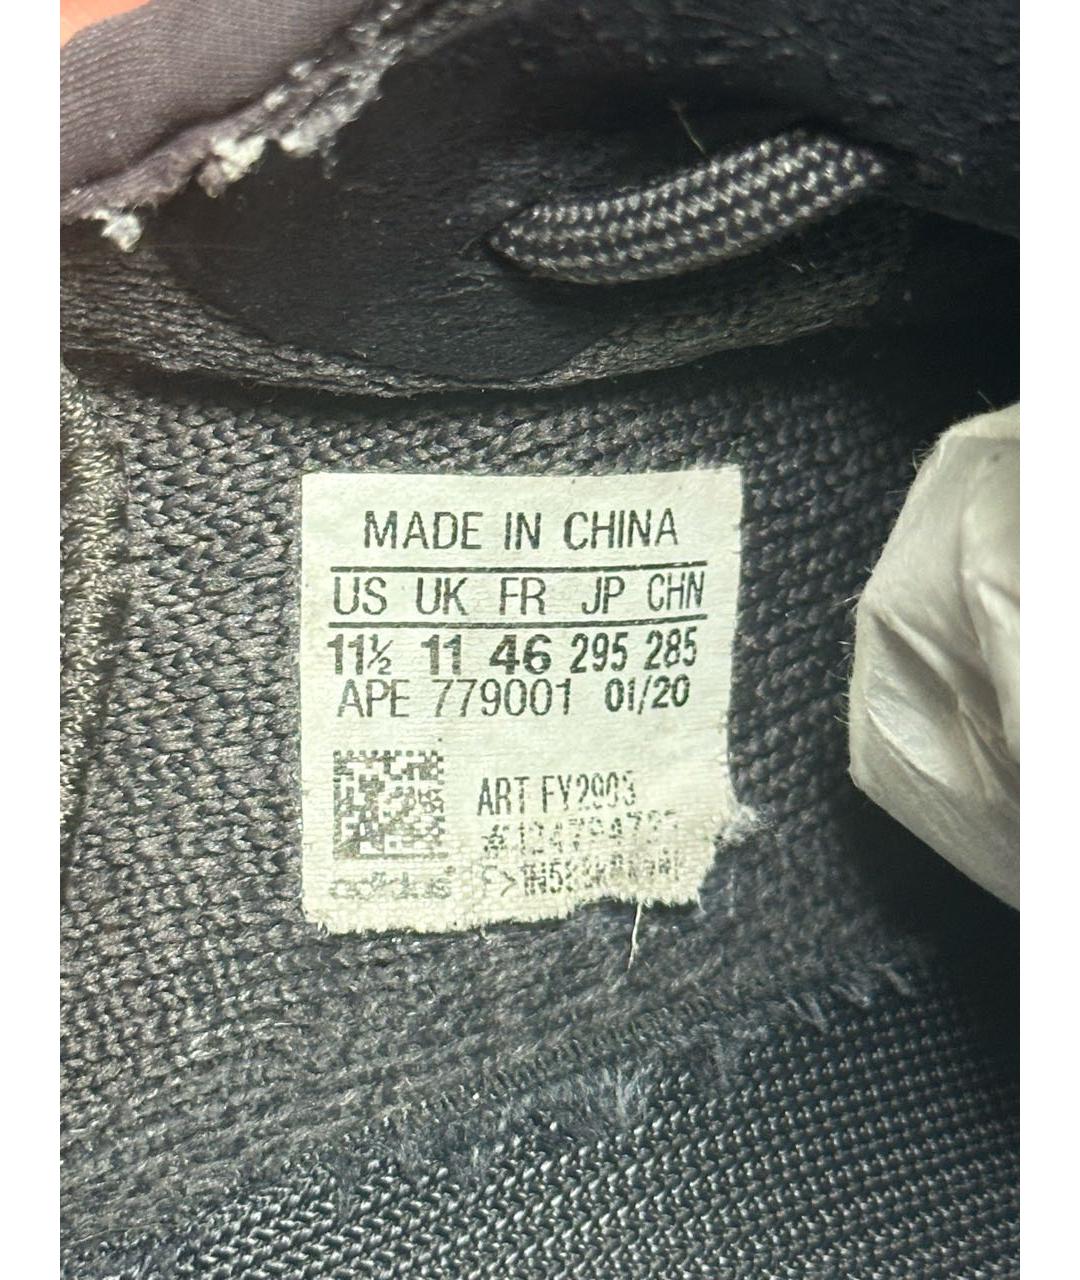 MADE IN CHINA
US UK FR JP CHN
11½ 11 46 295 285
APE 779001 01/20
ART FY2903
adidas